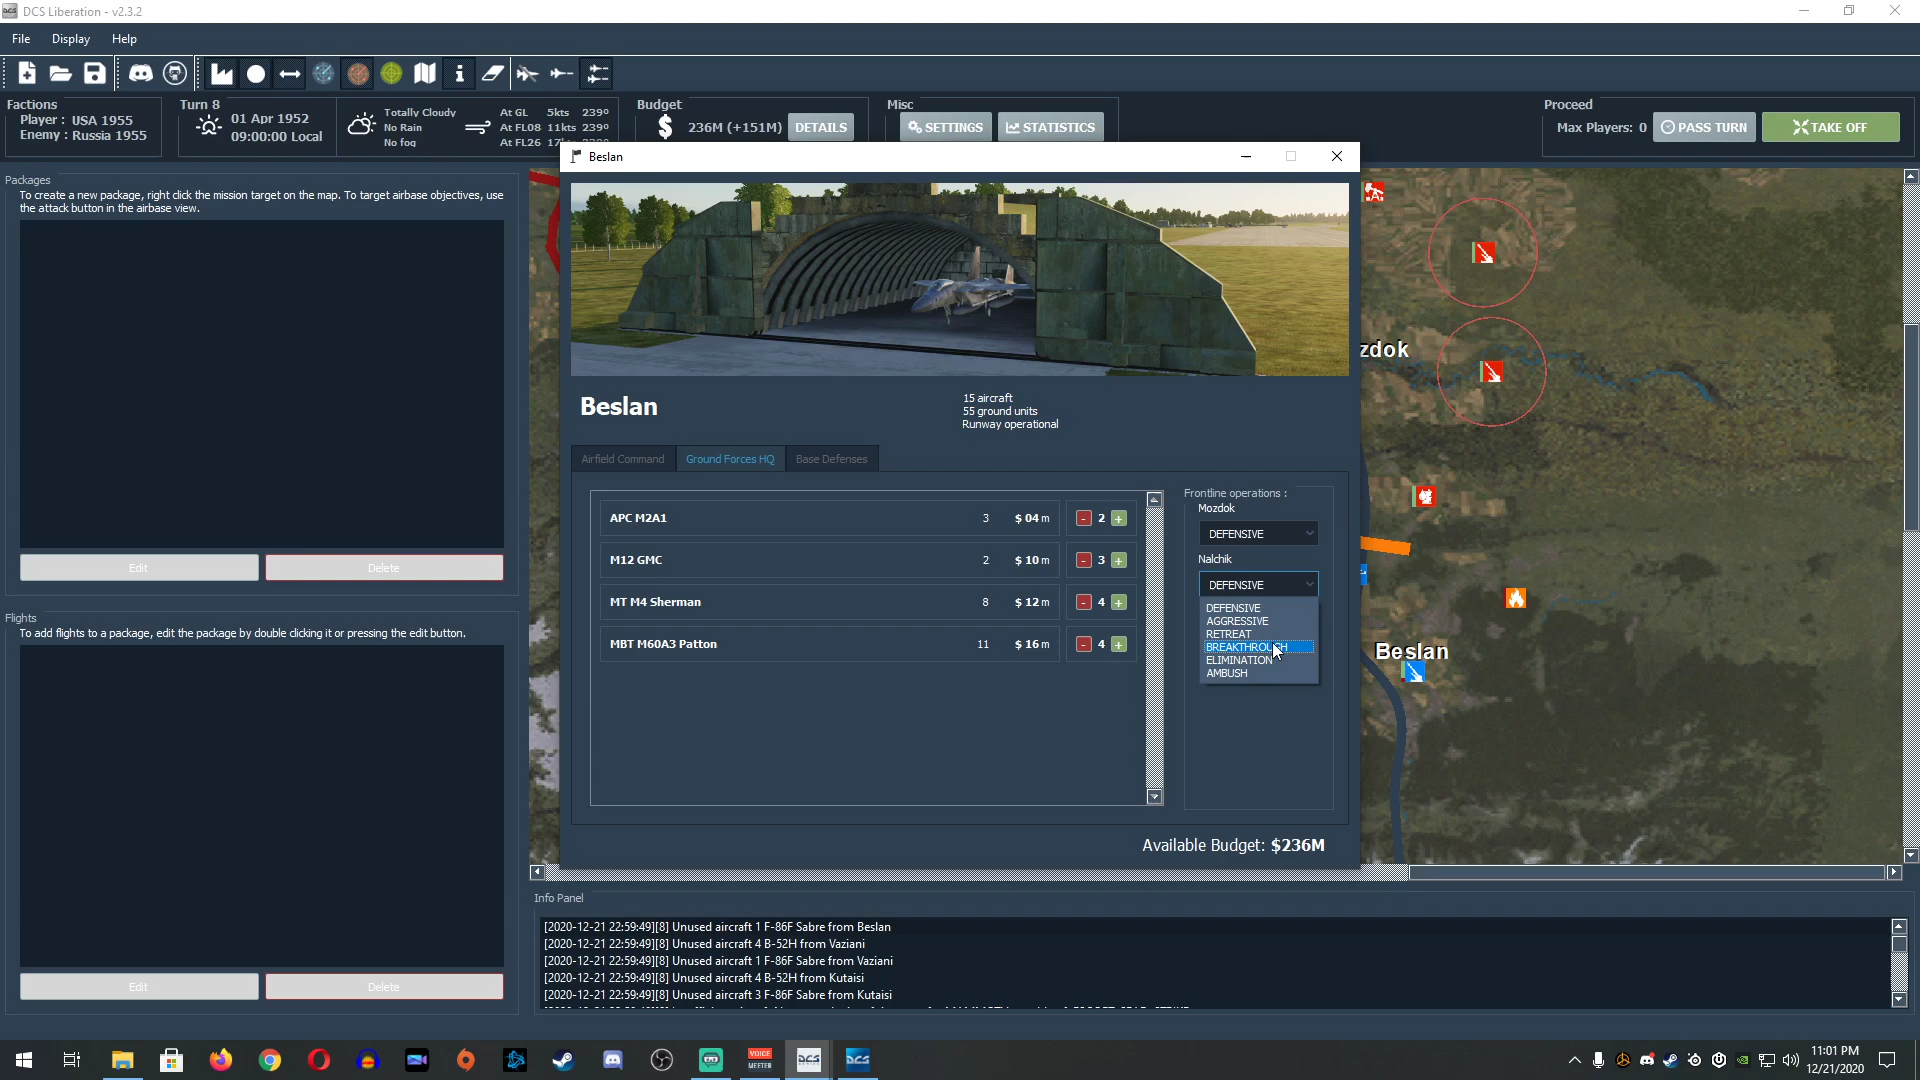 DCS Liberation - v2.3.2
File Display Help
Factions
Player : USA 1955
Enemy : Russia 1955
Turn 8
01 Apr 1952
09:00:00 Local
Totally Cloudy
No Rain
No fog
At GL 5kts 239º
At FL08 11kts 239º
At FL26
Budget
236M (+151M) DETAILS
Misc
SETTINGS STATISTICS
Proceed
Max Players: 0 PASS TURN TAKE OFF
Packages
To create a new package, right click the mission target on the map. To target airbase objectives, use
the attack button in the airbase view.
Edit Delete
Flights
To add flights to a package, edit the package by double clicking it or pressing the edit button.
Edit Delete
Beslan
Beslan
15 aircraft
55 ground units
Runway operational
Airfield Command Ground Forces HQ Base Defenses
APC M2A1 3 $ 04 m - 2 +
M12 GMC 2 $ 10 m - 3 +
MT M4 Sherman 8 $ 12 m - 4 +
MBT M60A3 Patton 11 $ 16 m - 4 +
Frontline operations :
Mozdok
DEFENSIVE
Nalchik
DEFENSIVE
DEFENSIVE
AGGRESSIVE
RETREAT
BREAKTHROUGH
ELIMINATION
AMBUSH
Available Budget: $236M
zdok
Beslan
Info Panel
[2020-12-21 22:59:49][8] Unused aircraft 1 F-86F Sabre from Beslan
[2020-12-21 22:59:49][8] Unused aircraft 4 B-52H from Vaziani
[2020-12-21 22:59:49][8] Unused aircraft 1 F-86F Sabre from Vaziani
[2020-12-21 22:59:49][8] Unused aircraft 4 B-52H from Kutaisi
[2020-12-21 22:59:49][8] Unused aircraft 3 F-86F Sabre from Kutaisi
VOICE
MEETER
DCS
DCS
11:01 PM
12/21/2020